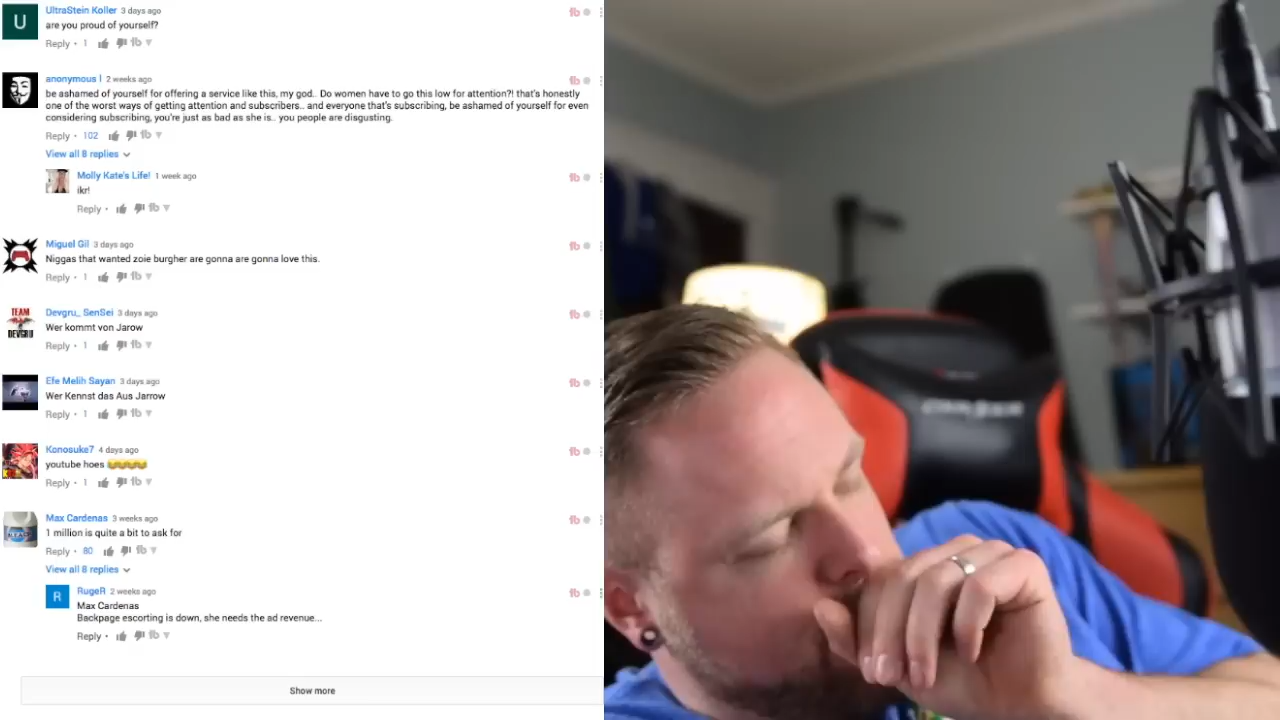 UltraStein Koller 3 days ago
are you proud of yourself?
Reply • 1
anonymous l 2 weeks ago
be ashamed of yourself for offering a service like this, my god.. Do women have to go this low for attention?! that's honestly
one of the worst ways of getting attention and subscribers.. and everyone that's subscribing, be ashamed of yourself for even
considering subscribing, you're just as bad as she is.. you people are disgusting.
Reply • 102
View all 8 replies
Molly Kate's Life! 1 week ago
ikr!
Reply •
Miguel Gil 3 days ago
Niggas that wanted zoie burgher are gonna are gonna love this.
Reply • 1
Devgru_ SenSei 3 days ago
Wer kommt von Jarow
Reply • 1
Efe Melih Sayan 3 days ago
Wer Kennst das Aus Jarrow
Reply • 1
Konosuke7 4 days ago
youtube hoes 😂😂😂😂
Reply • 1
Max Cardenas 3 weeks ago
1 million is quite a bit to ask for
Reply • 80
View all 8 replies
RugeR 2 weeks ago
Max Cardenas
Backpage escorting is down, she needs the ad revenue...
Reply •
Show more
U
TEAM
DEVGRU
R